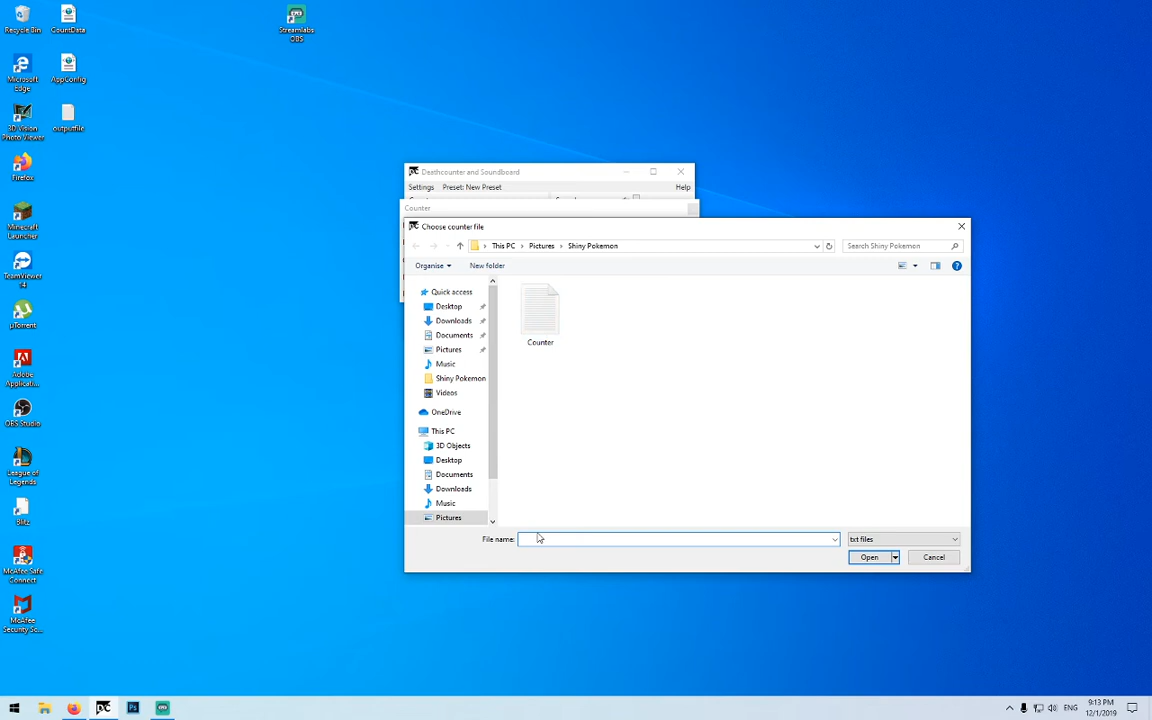 Recycle Bin
CountData
Streamlabs
OBS
Microsoft
Edge
AppConfig
3D Vision
Photo Viewer
outputfile
Firefox
Minecraft
Launcher
TeamViewer
14
µTorrent
Adobe
Applicati...
OBS Studio
League of
Legends
Blitz
McAfee Safe
Connect
McAfee
Security Sc...
Deathcounter and Soundboard
Settings
Preset: New Preset
Help
Counter
Choose counter file
This PC
Pictures
Shiny Pokemon
Search Shiny Pokemon
Organise
New folder
Quick access
Desktop
Downloads
Documents
Pictures
Music
Shiny Pokemon
Videos
OneDrive
This PC
3D Objects
Desktop
Documents
Downloads
Music
Pictures
Counter
File name:
txt files
Open
Cancel
ENG
9:13 PM
12/1/2019